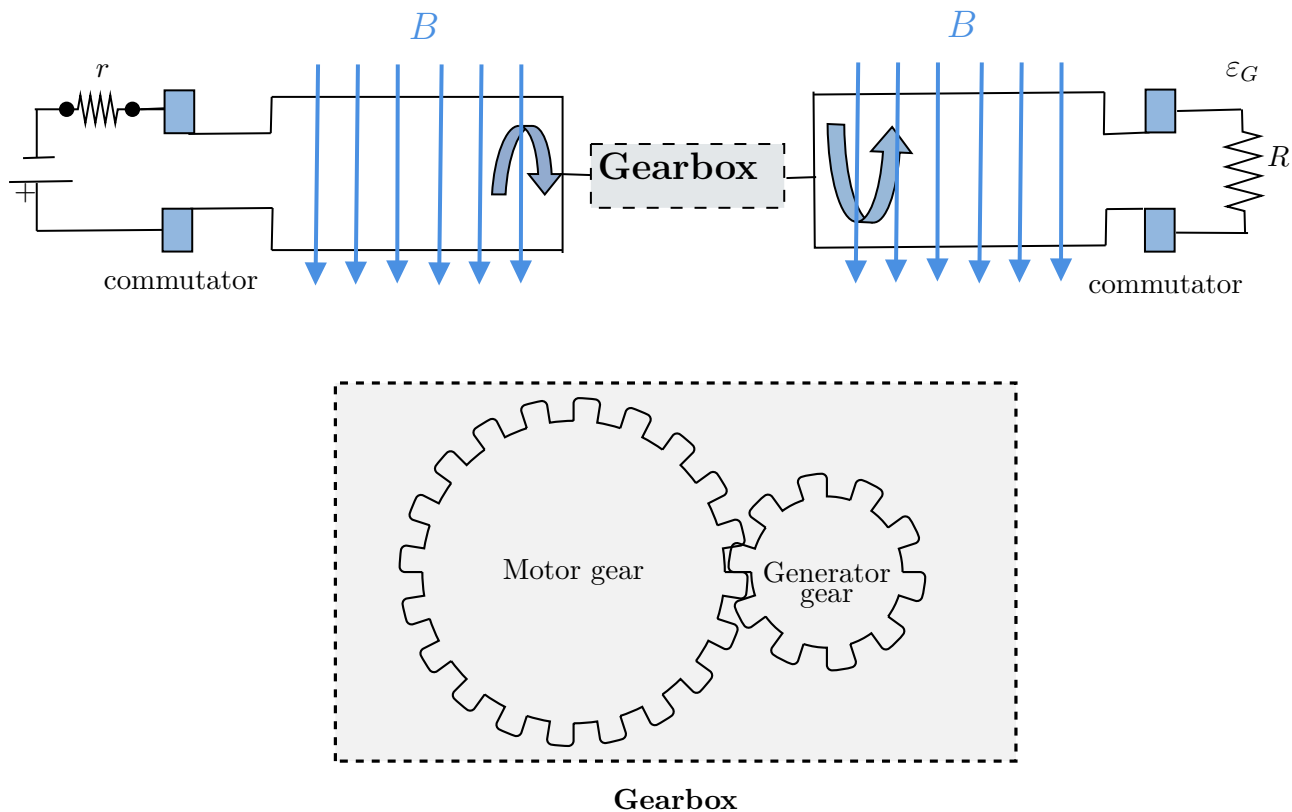 B
B
r
ε_G
+
Gearbox
R
commutator
commutator
Motor gear
Generator
gear
Gearbox